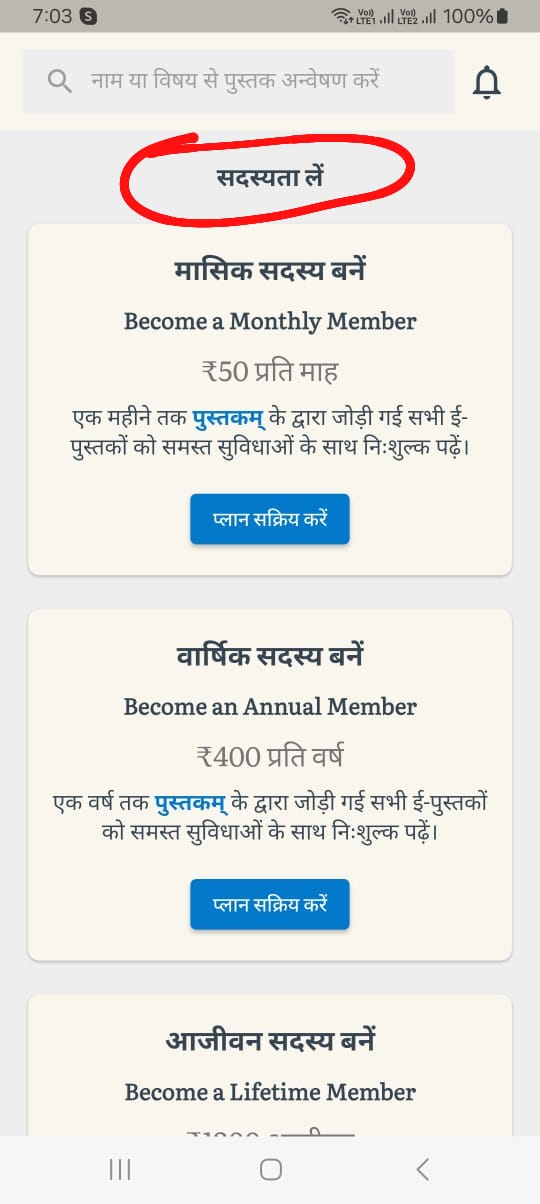 7:03 S Vo)) LTE1 Vo)) LTE2 100%
नाम या विषय से पुस्तक अन्वेषण करें
सदस्यता लें
मासिक सदस्य बनें
Become a Monthly Member
₹50 प्रति माह
एक महीने तक पुस्तकम् के द्वारा जोड़ी गई सभी ई-
पुस्तकों को समस्त सुविधाओं के साथ निःशुल्क पढ़ें।
प्लान सक्रिय करें
वार्षिक सदस्य बनें
Become an Annual Member
₹400 प्रति वर्ष
एक वर्ष तक पुस्तकम् के द्वारा जोड़ी गई सभी ई-पुस्तकों
को समस्त सुविधाओं के साथ निःशुल्क पढ़ें।
प्लान सक्रिय करें
आजीवन सदस्य बनें
Become a Lifetime Member